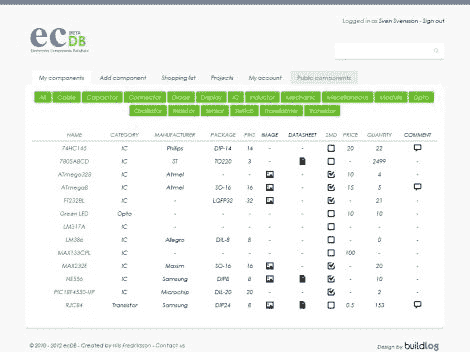 Logged in as Sven Svensson - Sign out
ec BETA DB
Electronics Components Database
My components Add component Shopping list Projects My account Public components
All Cable Capacitor Connector Diode Display IC Inductor Mechanic Miscellaneous Module Opto
Oscillator Resistor Sensor Switch Transformer Transistor
NAME CATEGORY MANUFACTURER PACKAGE PINS IMAGE DATASHEET SMD PRICE QUANTITY COMMENT
74HC145 IC Philips DIP-14 16 - - 20 22
7805ABCD IC ST TO220 3 - - 2499 -
ATmega328 IC Atmel - - - 10 4 -
ATmega8 IC Atmel SO-16 16 - 15 5
FT232BL IC - LQFP32 32 - - 21 -
Green LED Opto - - - - - 10 10 -
LM317A IC - - - - - - - -
LM386 IC Allegro DIL-8 8 - - - 0 -
MAX153CPL IC - - - - - 100 - -
MAX232E IC Maxim SO-16 16 - - 20 -
NE556 IC Samsung DIP8 8 - 10 -
PIC18F4550-I/P IC Microchip DIL-20 20 - - - 2 -
RJC84 Transistor Samsung DIP24 8 0.5 153
© 2010 - 2012 ecDB - Created by Nils Fredriksson - Contact us
Design by buildlog